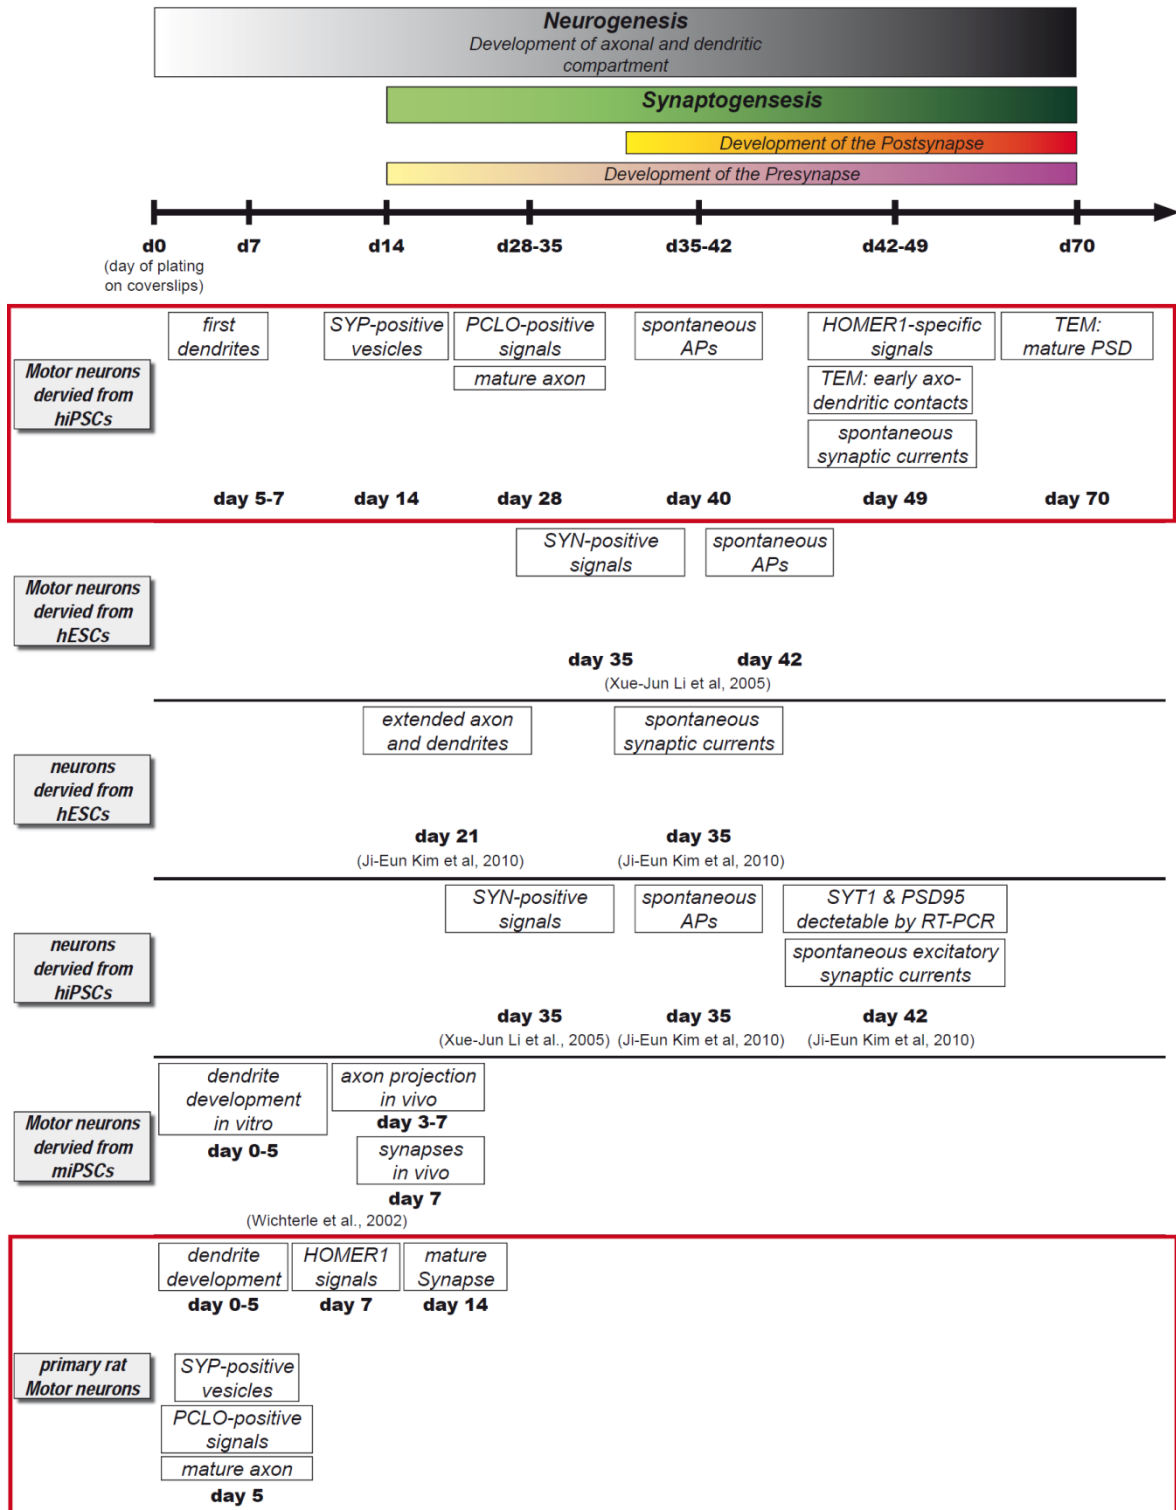 Neurogenesis
Development of axonal and dendritic
compartment
Synaptogensesis
Development of the Postsynapse
Development of the Presynapse
d0
d7
d14
d28-35
d35-42
d42-49
d70
(day of plating
on coverslips)
Motor neurons
dervied from
hiPSCs
first
dendrites
SYP-positive
vesicles
PCLO-positive
signals
mature axon
spontaneous
APs
HOMER1-specific
signals
TEM: early axo-
dendritic contacts
spontaneous
synaptic currents
TEM:
mature PSD
day 5-7
day 14
day 28
day 40
day 49
day 70
Motor neurons
dervied from
hESCs
SYN-positive
signals
spontaneous
APs
day 35
day 42
(Xue-Jun Li et al, 2005)
neurons
dervied from
hESCs
extended axon
and dendrites
spontaneous
synaptic currents
day 21
day 35
(Ji-Eun Kim et al, 2010)
(Ji-Eun Kim et al, 2010)
neurons
dervied from
hiPSCs
SYN-positive
signals
spontaneous
APs
SYT1 & PSD95
dectetable by RT-PCR
spontaneous excitatory
synaptic currents
day 35
day 35
day 42
(Xue-Jun Li et al., 2005)
(Ji-Eun Kim et al, 2010)
(Ji-Eun Kim et al, 2010)
Motor neurons
dervied from
miPSCs
dendrite
development
in vitro
day 0-5
axon projection
in vivo
day 3-7
synapses
in vivo
day 7
(Wichterle et al., 2002)
primary rat
Motor neurons
dendrite
development
day 0-5
HOMER1
signals
day 7
mature
Synapse
day 14
SYP-positive
vesicles
PCLO-positive
signals
mature axon
day 5